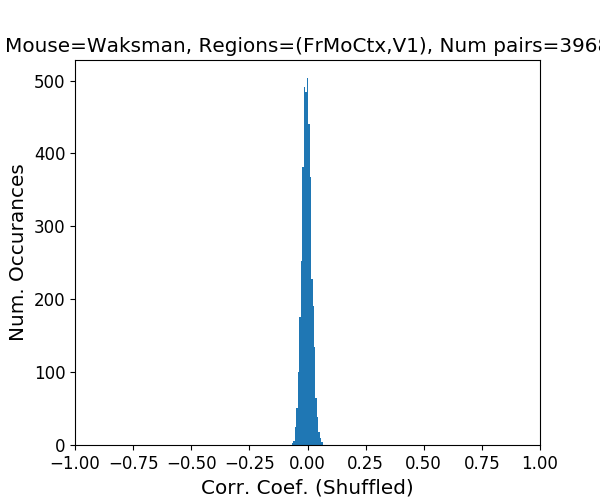 Mouse=Waksman, Regions=(FrMoCtx,V1), Num pairs=3968
500
400
300
200
100
0
Num. Occurances
−1.00 −0.75 −0.50 −0.25 0.00 0.25 0.50 0.75 1.00
Corr. Coef. (Shuffled)